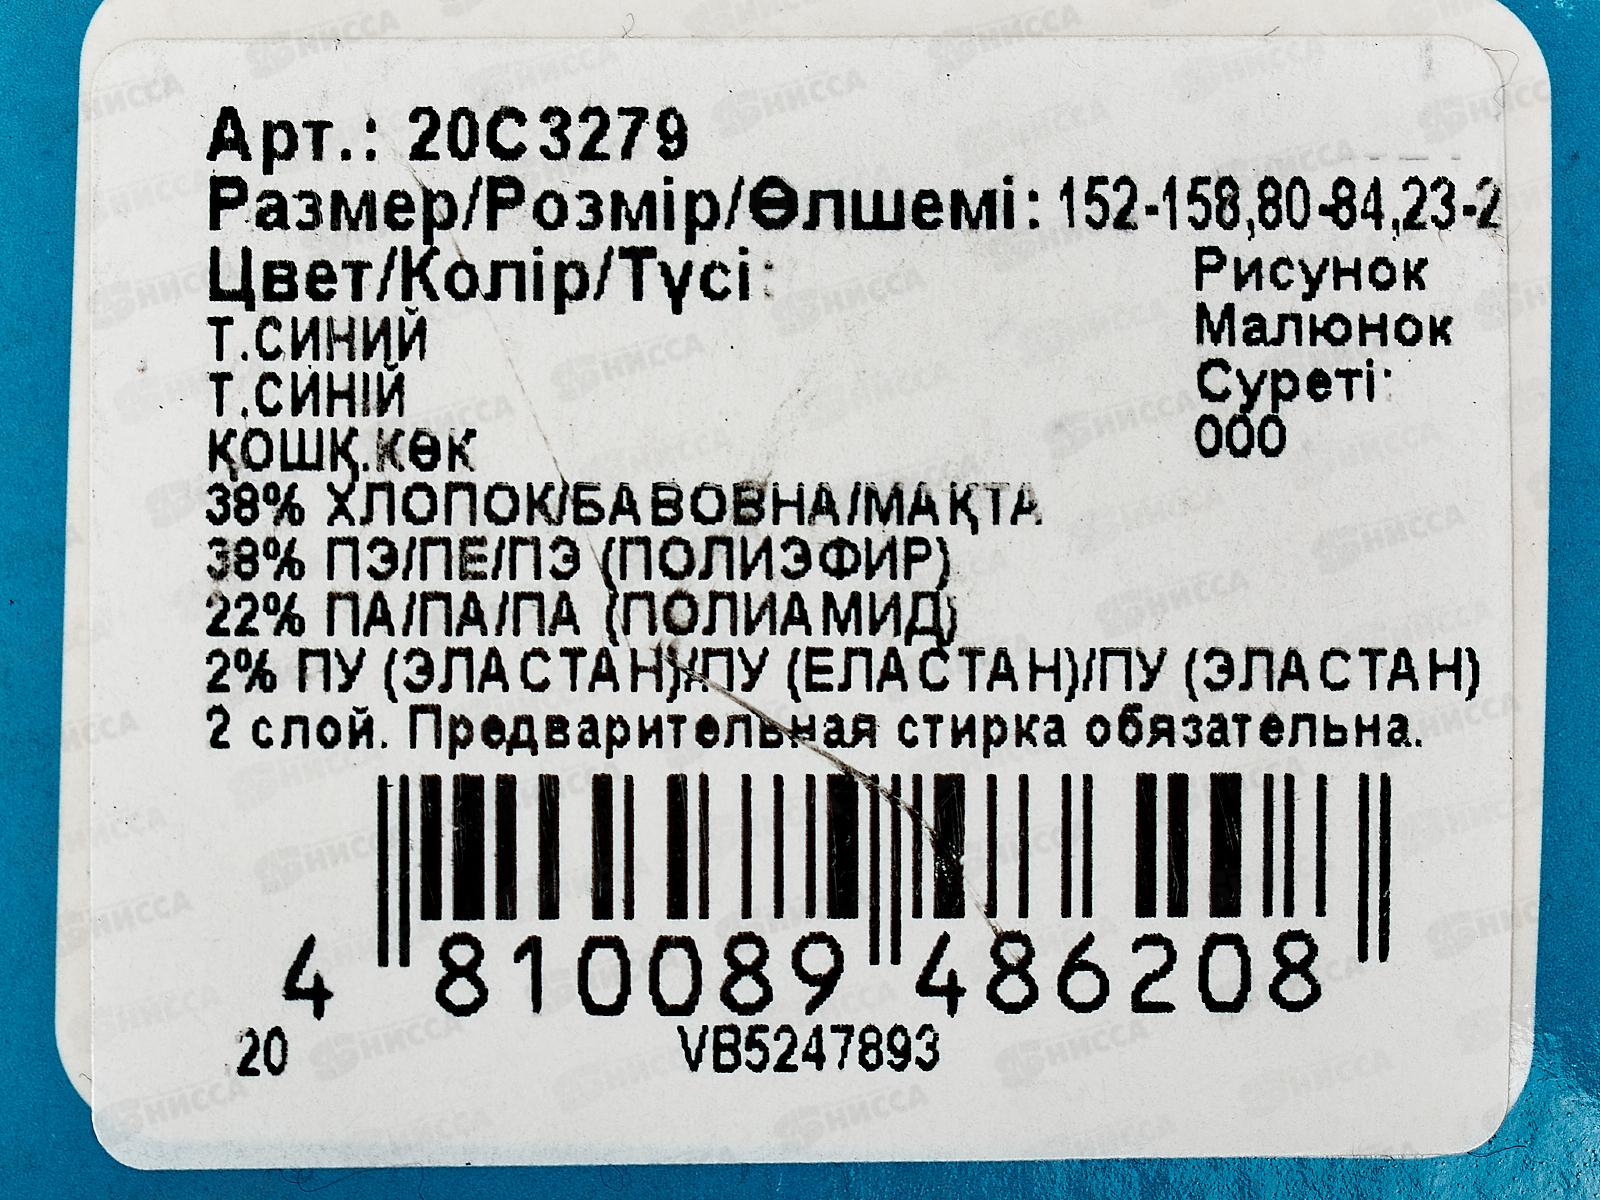 Арт.: 20С3279
Размер/Розмір/Өлшемі: 152-158,80-84,23-2
Цвет/Колір/Түсі:
Т.СИНИЙ
Т.СИНІЙ
ҚОШҚ.КӨК
Рисунок
Малюнок
Суреті:
000
38% ХЛОПОК/БАВОВНА/МАҚТА
38% ПЭ/ПЕ/ПЭ (ПОЛИЭФИР)
22% ПА/ПА/ПА (ПОЛИАМИД)
2% ПУ (ЭЛАСТАН)/ПУ (ЕЛАСТАН)/ПУ (ЭЛАСТАН)
2 слой. Предварительная стирка обязательна.
4 810089 486208
20 VB5247893
НИССА